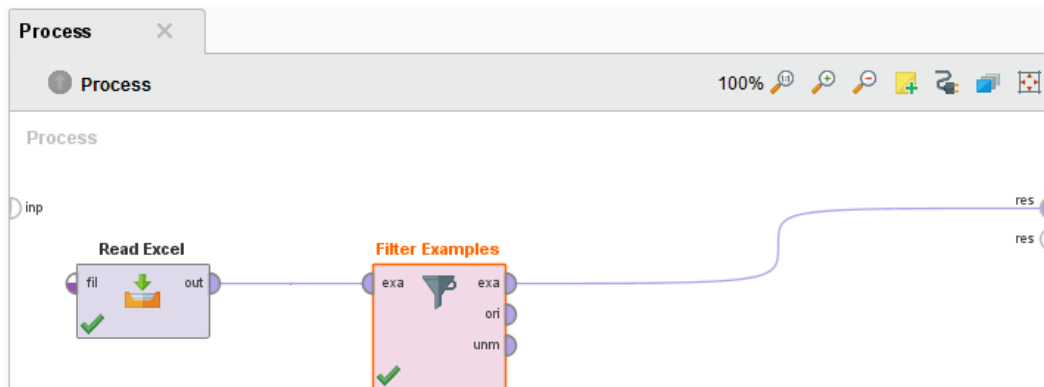 Process
Process
100%
Process
inp
res
res
Read Excel
fil
out
Filter Examples
exa
exa
ori
unm